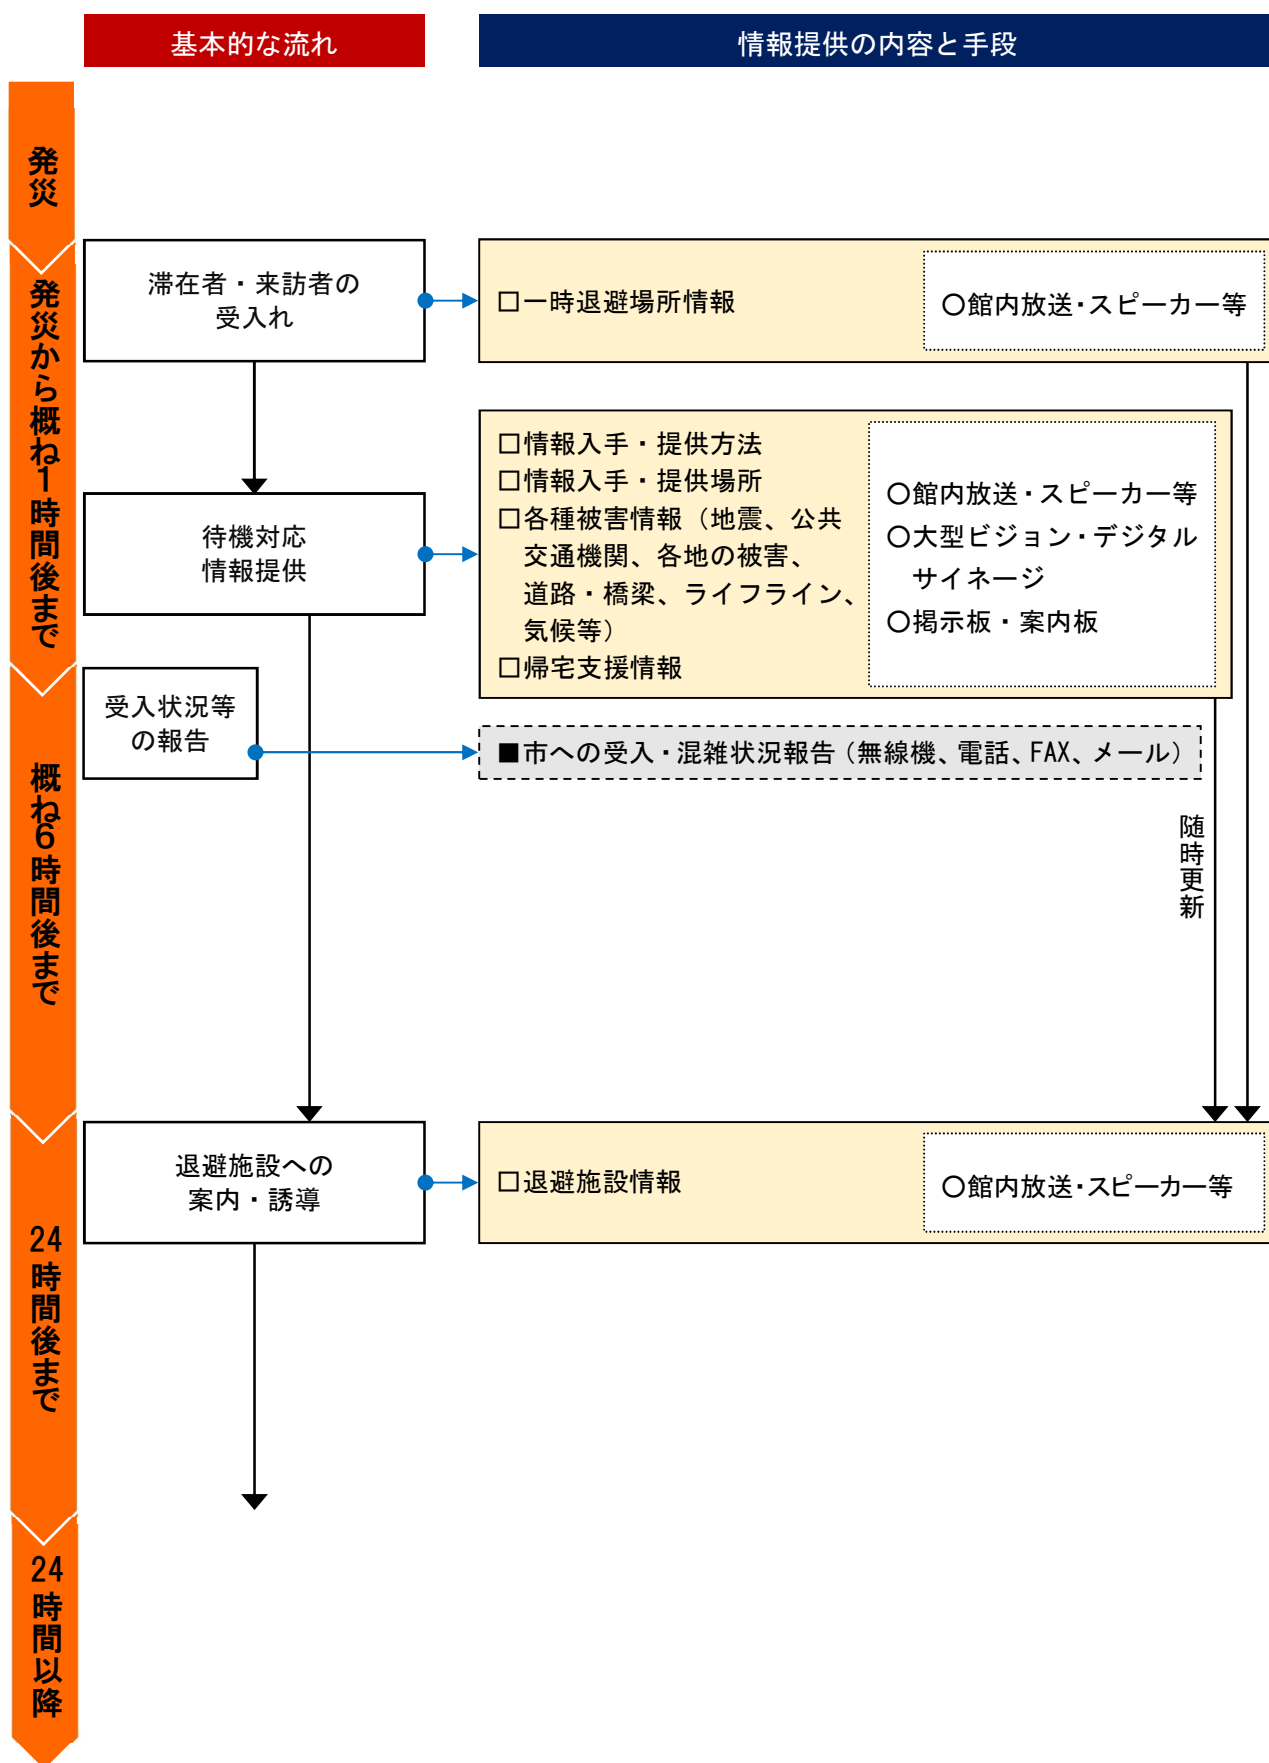 基本的な流れ
情報提供の内容と手段
発災
発災から概ね1時間後まで
滞在者・来訪者の
受入れ
□一時退避場所情報
○館内放送・スピーカー等
待機対応
情報提供
□情報入手・提供方法
□情報入手・提供場所
□各種被害情報（地震、公共
交通機関、各地の被害、
道路・橋梁、ライフライン、
気候等）
□帰宅支援情報
○館内放送・スピーカー等
○大型ビジョン・デジタル
サイネージ
○掲示板・案内板
概ね6時間後まで
受入状況等
の報告
■市への受入・混雑状況報告（無線機、電話、FAX、メール）
随時更新
24時間後まで
退避施設への
案内・誘導
□退避施設情報
○館内放送・スピーカー等
24時間以降